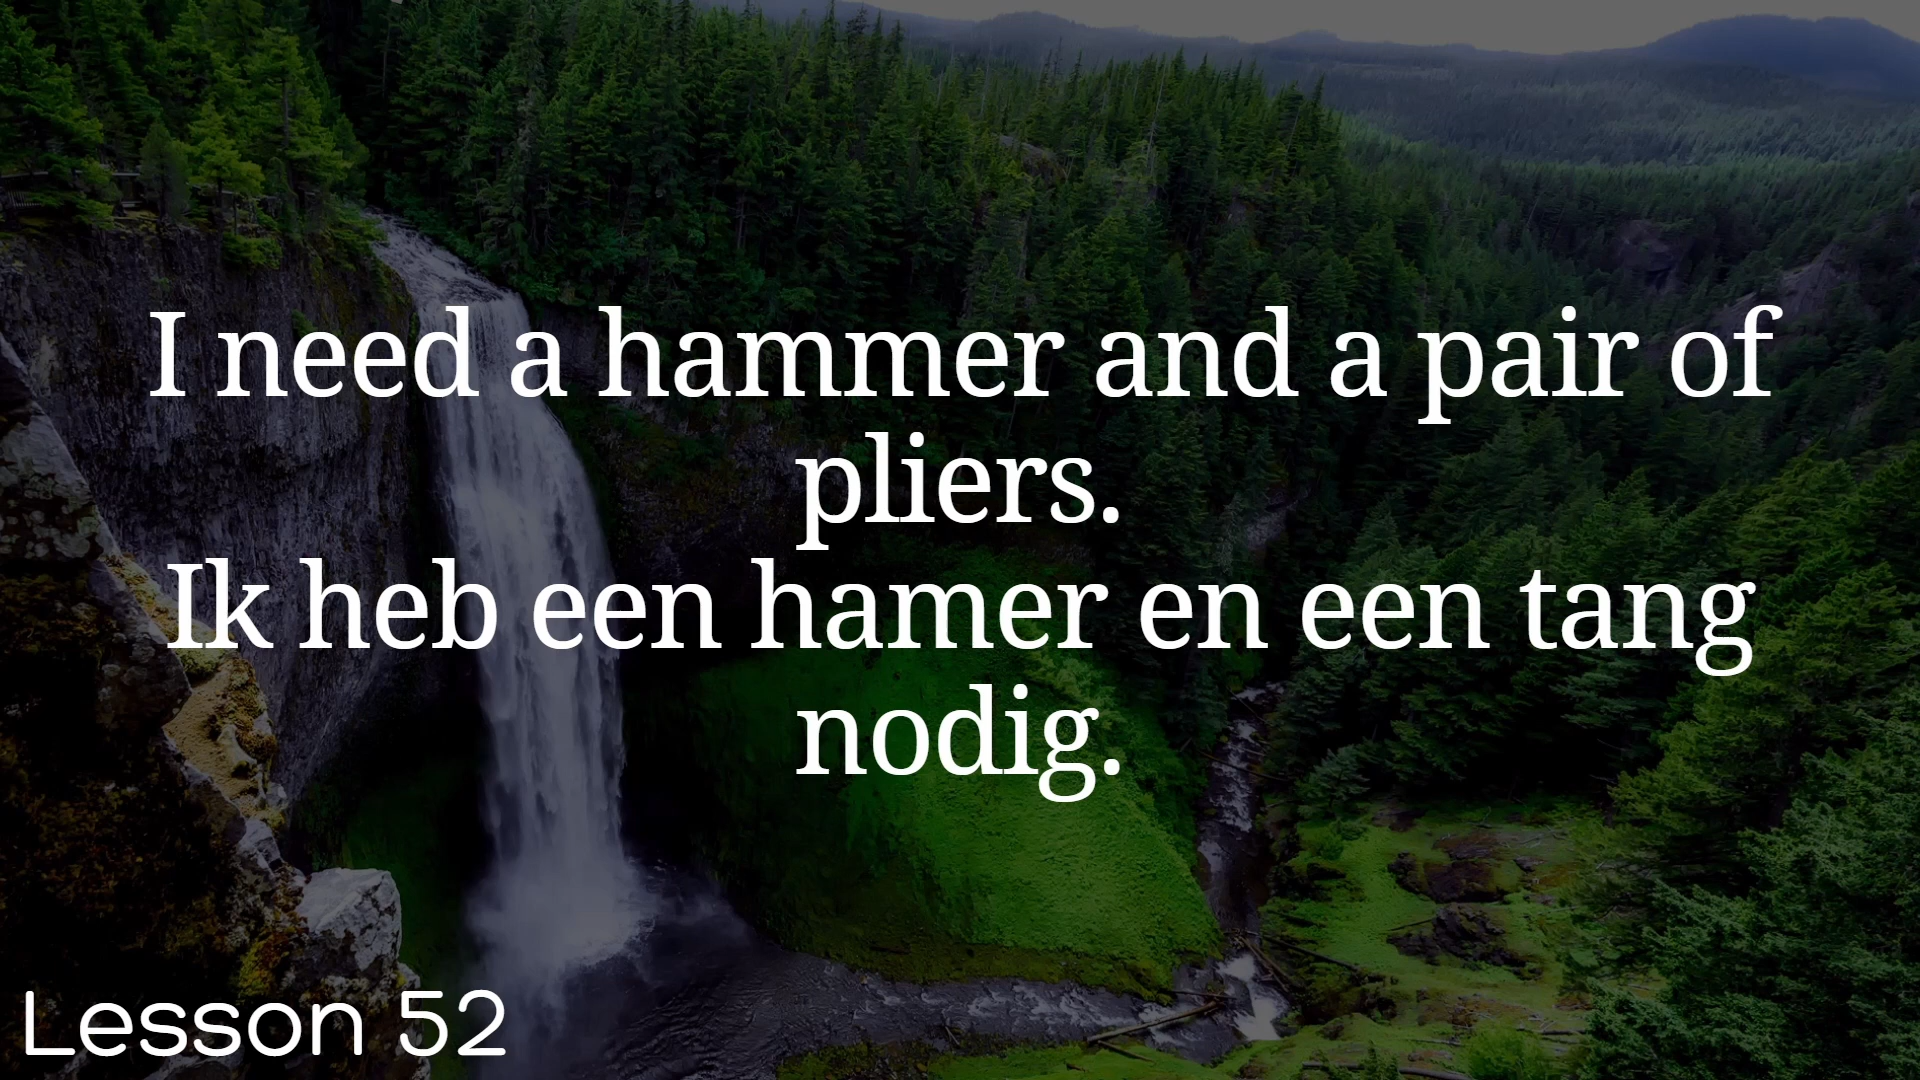 I need a hammer and a pair of
pliers.
Ik heb een hamer en een tang
nodig.
Lesson 52